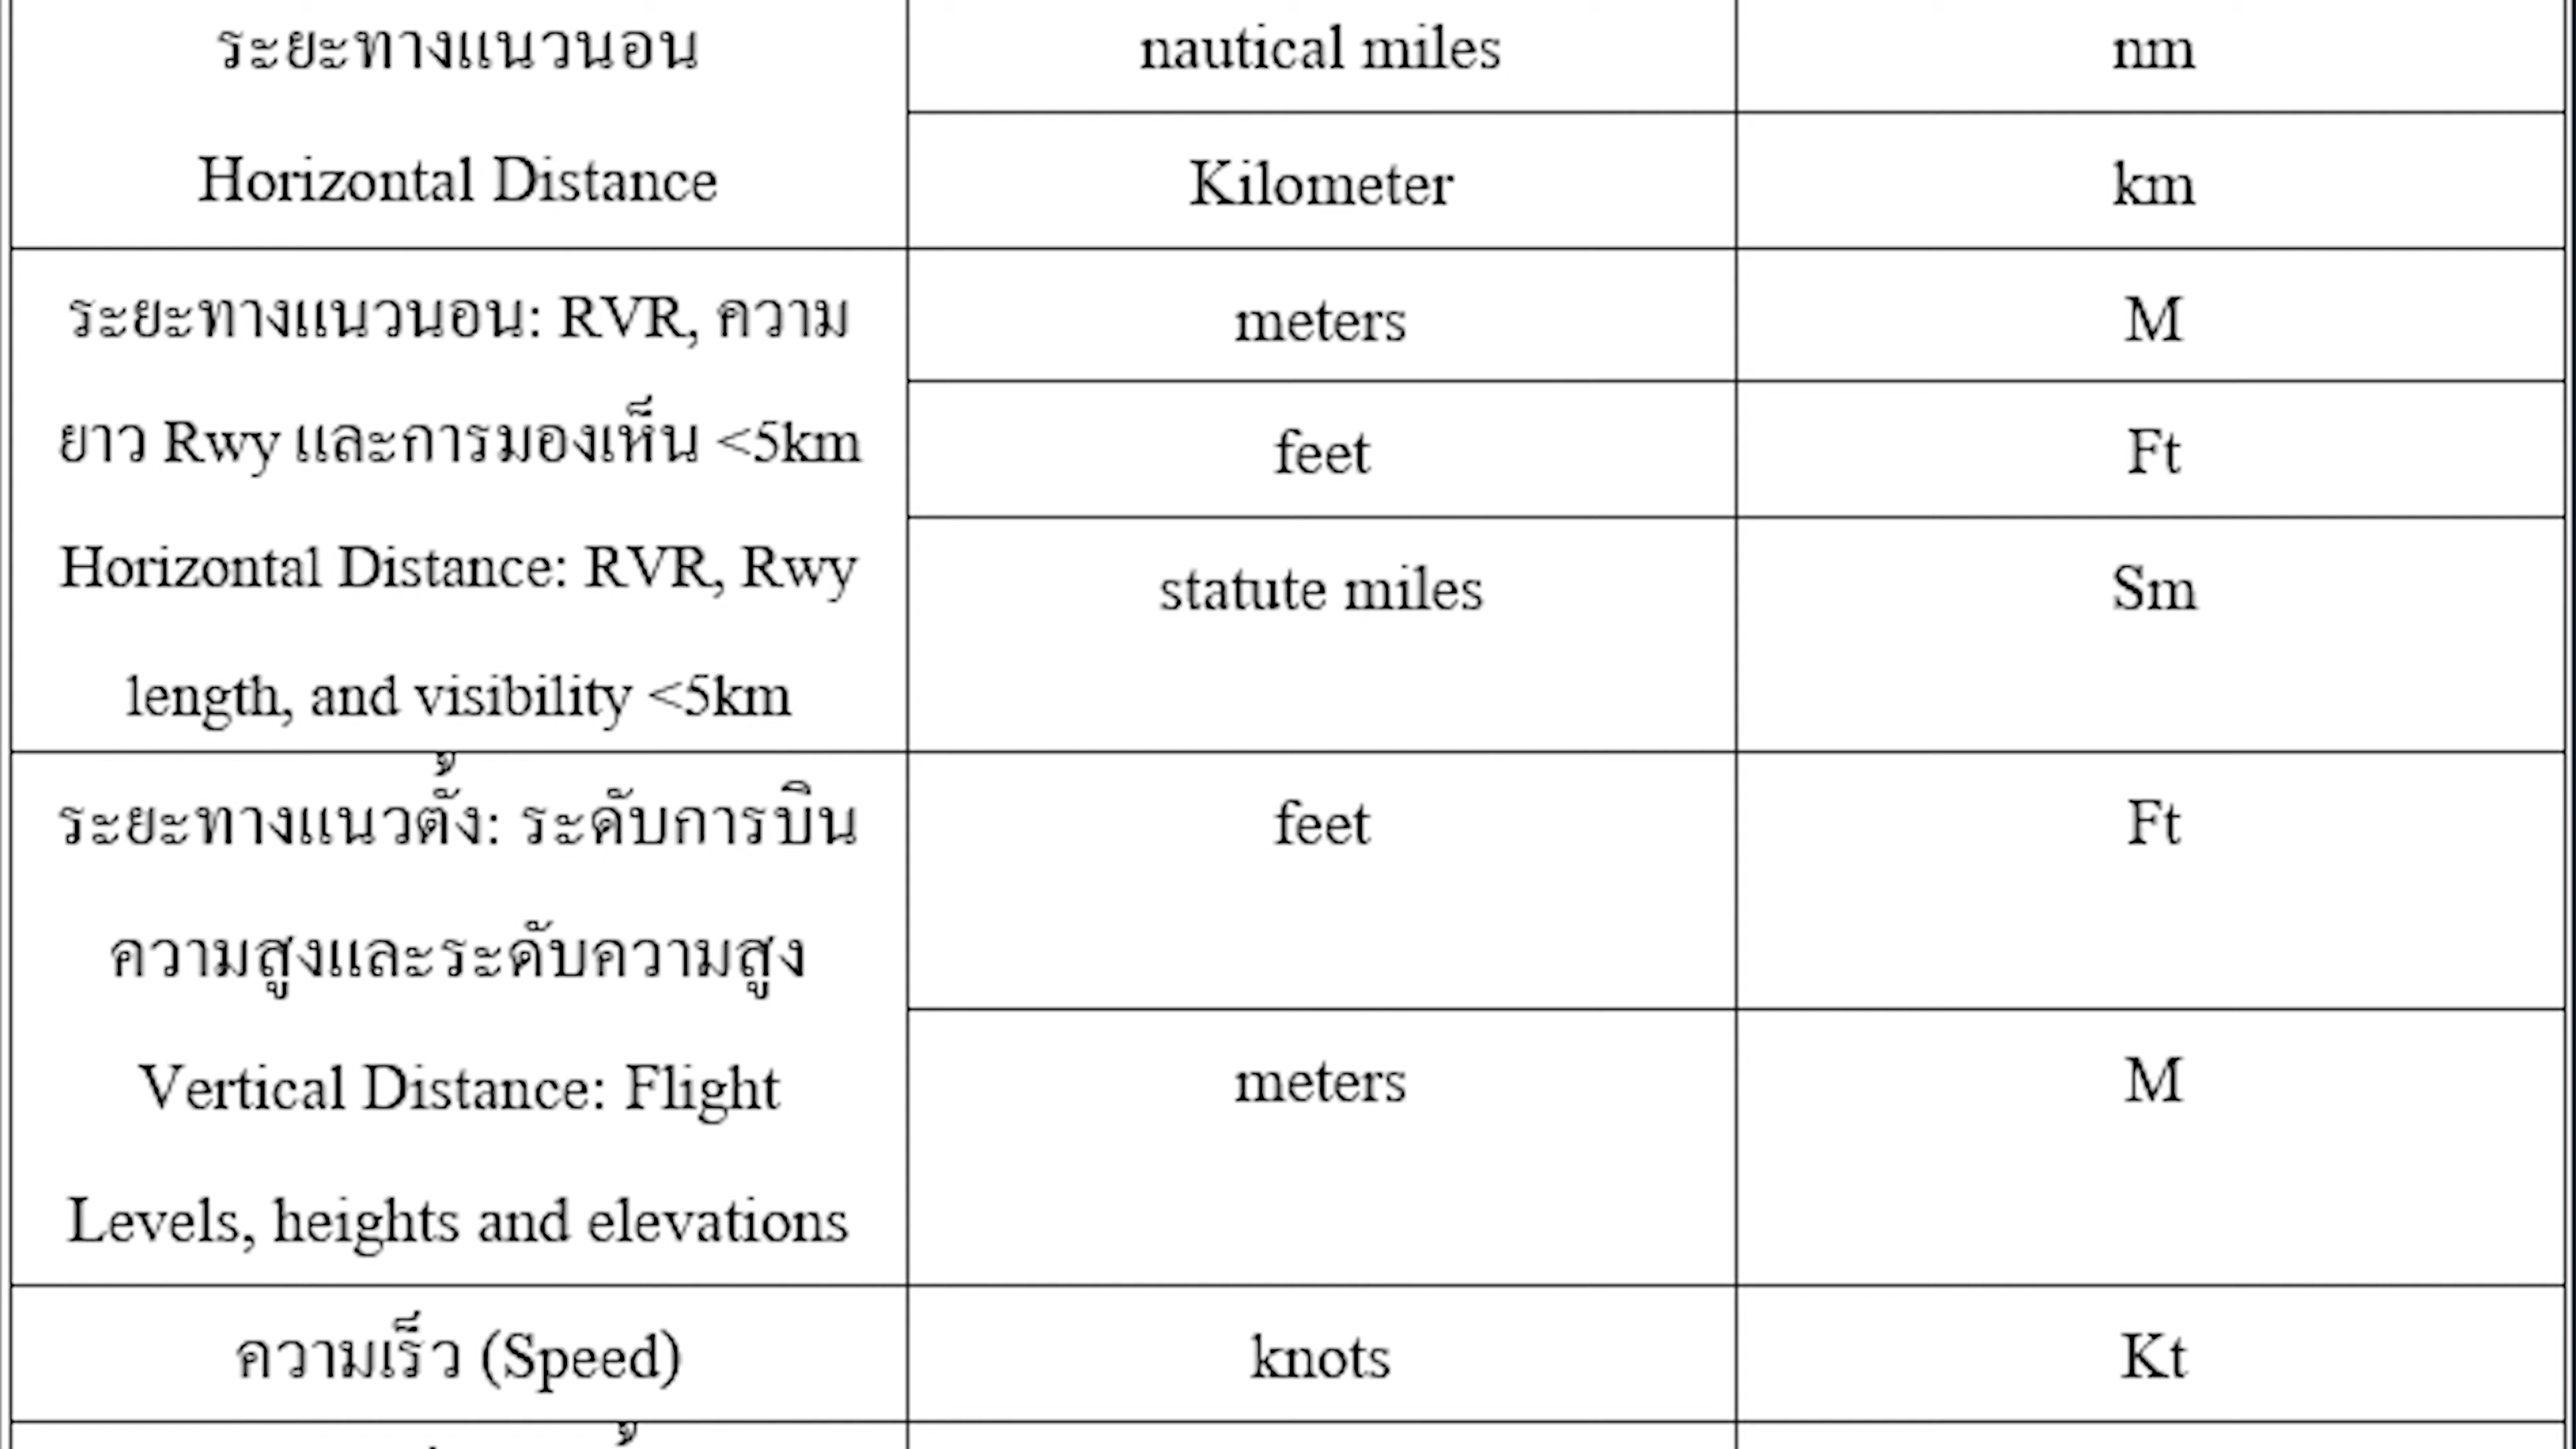 ระยะทางแนวนอน
Horizontal Distance
nautical miles
nm
Kilometer
km
ระยะทางแนวนอน: RVR, ความ
ยาว Rwy และการมองเห็น <5km
Horizontal Distance: RVR, Rwy
length, and visibility <5km
meters
M
feet
Ft
statute miles
Sm
ระยะทางแนวตั้ง: ระดับการบิน
ความสูงและระดับความสูง
Vertical Distance: Flight
Levels, heights and elevations
feet
Ft
meters
M
ความเร็ว (Speed)
knots
Kt